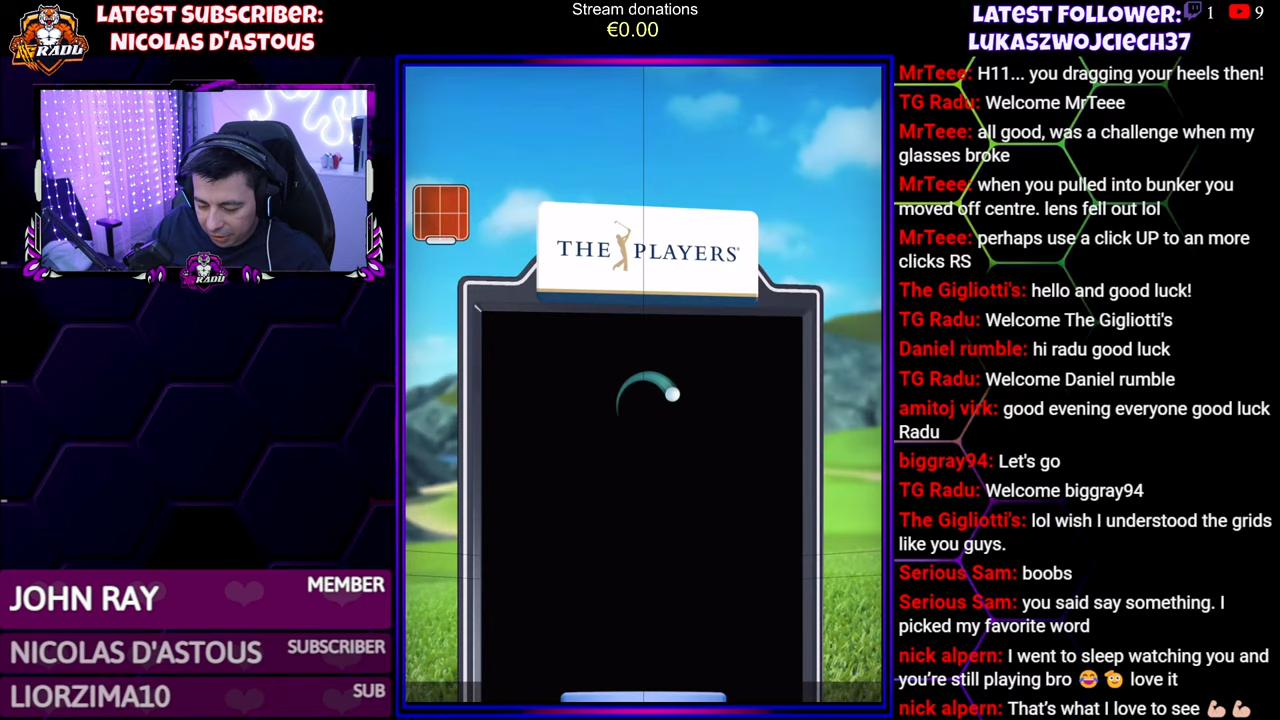 LATEST SUBSCRIBER:
NICOLAS D'ASTOUS
RADU
Stream donations
€0.00
LATEST FOLLOWER:
1
9
LUKASZWOJCIECH37
RADU
THE PLAYERS
MrTeee: H11... you dragging your heels then!
TG Radu: Welcome MrTeee
MrTeee: all good, was a challenge when my
glasses broke
MrTeee: when you pulled into bunker you
moved off centre. lens fell out lol
MrTeee: perhaps use a click UP to an more
clicks RS
The Gigliotti's: hello and good luck!
TG Radu: Welcome The Gigliotti's
Daniel rumble: hi radu good luck
TG Radu: Welcome Daniel rumble
amitoj virk: good evening everyone good luck
Radu
biggray94: Let's go
TG Radu: Welcome biggray94
The Gigliotti's: lol wish I understood the grids
like you guys.
Serious Sam: boobs
Serious Sam: you said say something. I
picked my favorite word
nick alpern: I went to sleep watching you and
you're still playing bro 😂 🫡 love it
nick alpern: That's what I love to see 💪🏻 💪🏻
JOHN RAY
MEMBER
NICOLAS D'ASTOUS
SUBSCRIBER
LIORZIMA10
SUB